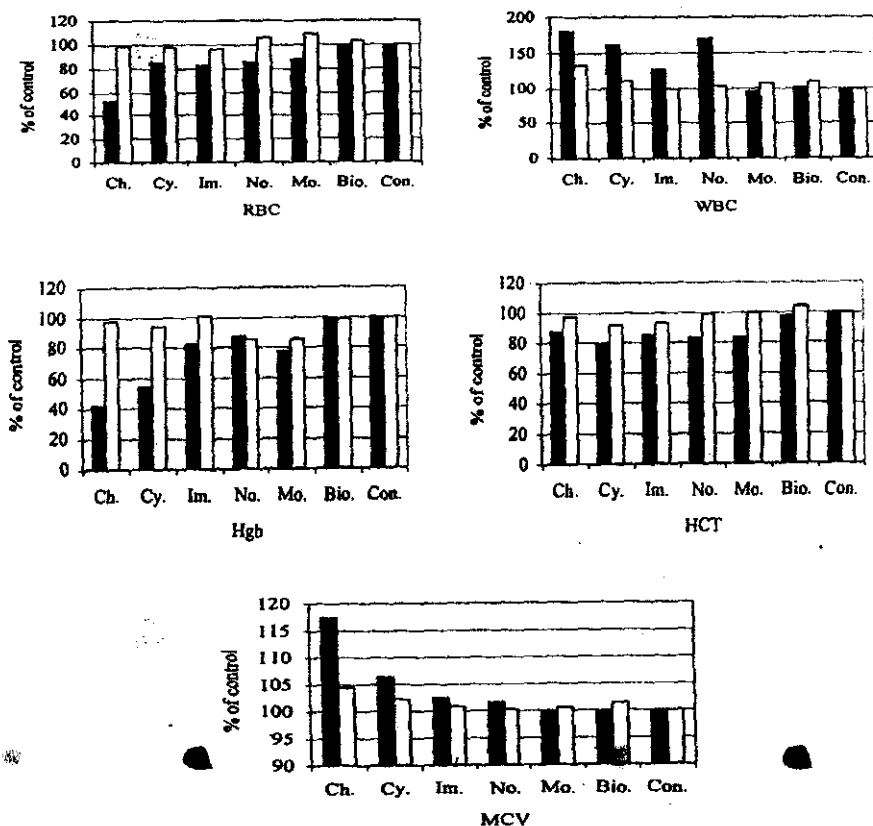 120
100
80
60
40
20
0
% of control
Ch. Cy. Im. No. Mo. Bio. Con.
RBC
200
150
100
50
0
% of control
Ch. Cy. Im. No. Mo. Bio. Con.
WBC
120
100
80
60
40
20
0
% of control
Ch. Cy. Im. No. Mo. Bio. Con.
Hgb
120
100
80
60
40
20
0
% of control
Ch. Cy. Im. No. Mo. Bio. Con.
HCT
120
115
110
105
100
95
90
% of control
Ch. Cy. Im. No. Mo. Bio. Con.
MCV